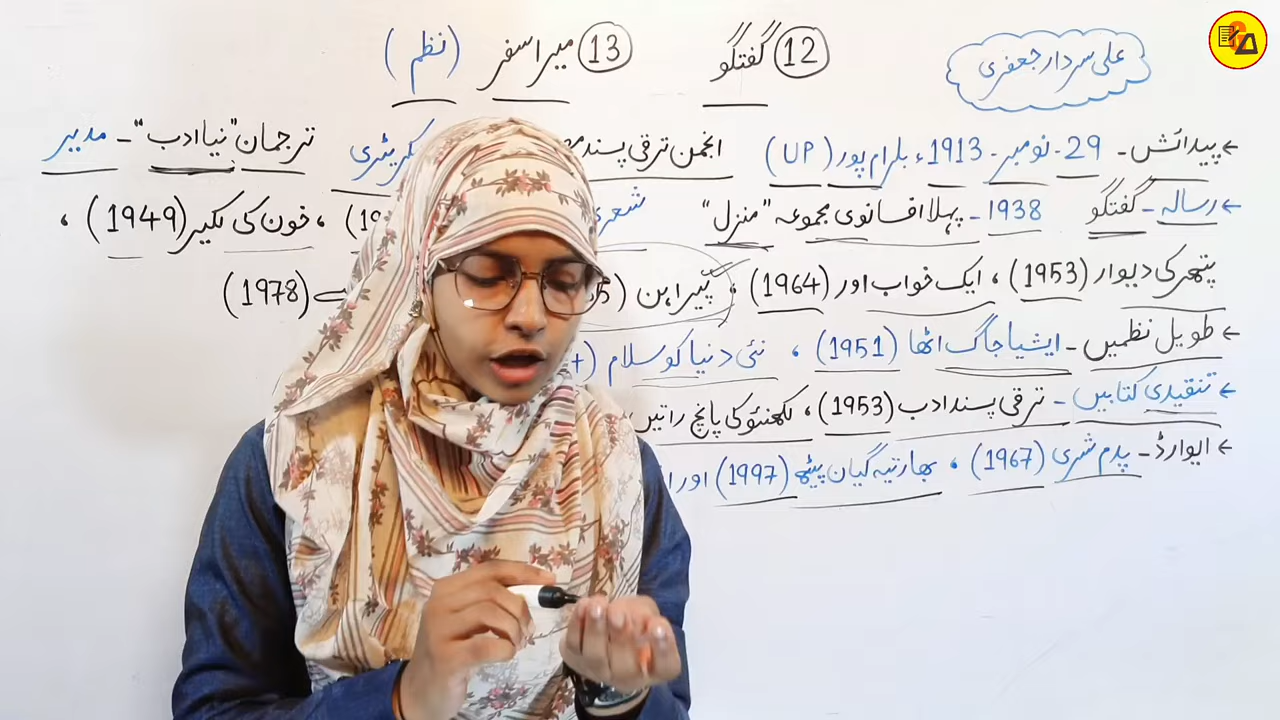 علی سردار جعفری
12 گفتگو 13 میرا سفر (نظم)
← پیدائش۔ 29۔ نومبر۔ 1913ء، بلرام پور (UP) انجمن ترقی پسند ترجمان "نیا ادب"۔ مدیر
← رسالہ۔ گفتگو 1938۔ پہلا افسانوی مجموعہ "منزل" شعری ، خون کی لکیر (1949) ،
پتھر کی دیوار (1953) ، ایک خواب اور (1964) ، پیراہن (1978)
← طویل نظمیں۔ ایشیا جاگ اٹھا (1951) ، نئی دنیا کو سلام
← تنقیدی کتابیں۔ ترقی پسند ادب (1953) ، لکھنئو کی پانچ راتیں
← ایوارڈ۔ پدم شری (1967) ، بھارتیہ گیان پیٹھ (1997) اور